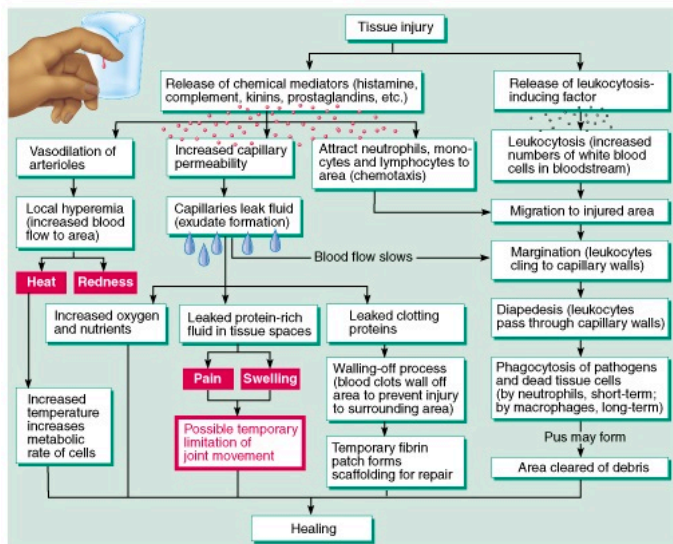 Tissue injury
Release of chemical mediators (histamine,
complement, kinins, prostaglandins, etc.)
Release of leukocytosis-
inducing factor
Vasodilation of
arterioles
Increased capillary
permeability
Attract neutrophils, mono-
cytes and lymphocytes to
area (chemotaxis)
Leukocytosis (increased
numbers of white blood
cells in bloodstream)
Local hyperemia
(increased blood
flow to area)
Capillaries leak fluid
(exudate formation)
Migration to injured area
Blood flow slows
Margination (leukocytes
cling to capillary walls)
Heat
Redness
Increased oxygen
and nutrients
Leaked protein-rich
fluid in tissue spaces
Leaked clotting
proteins
Diapedesis (leukocytes
pass through capillary walls)
Pain
Swelling
Walling-off process
(blood clots wall off
area to prevent injury
to surrounding area)
Phagocytosis of pathogens
and dead tissue cells
(by neutrophils, short-term;
by macrophages, long-term)
Increased
temperature
increases
metabolic
rate of cells
Possible temporary
limitation of
joint movement
Temporary fibrin
patch forms
scaffolding for repair
Pus may form
Area cleared of debris
Healing